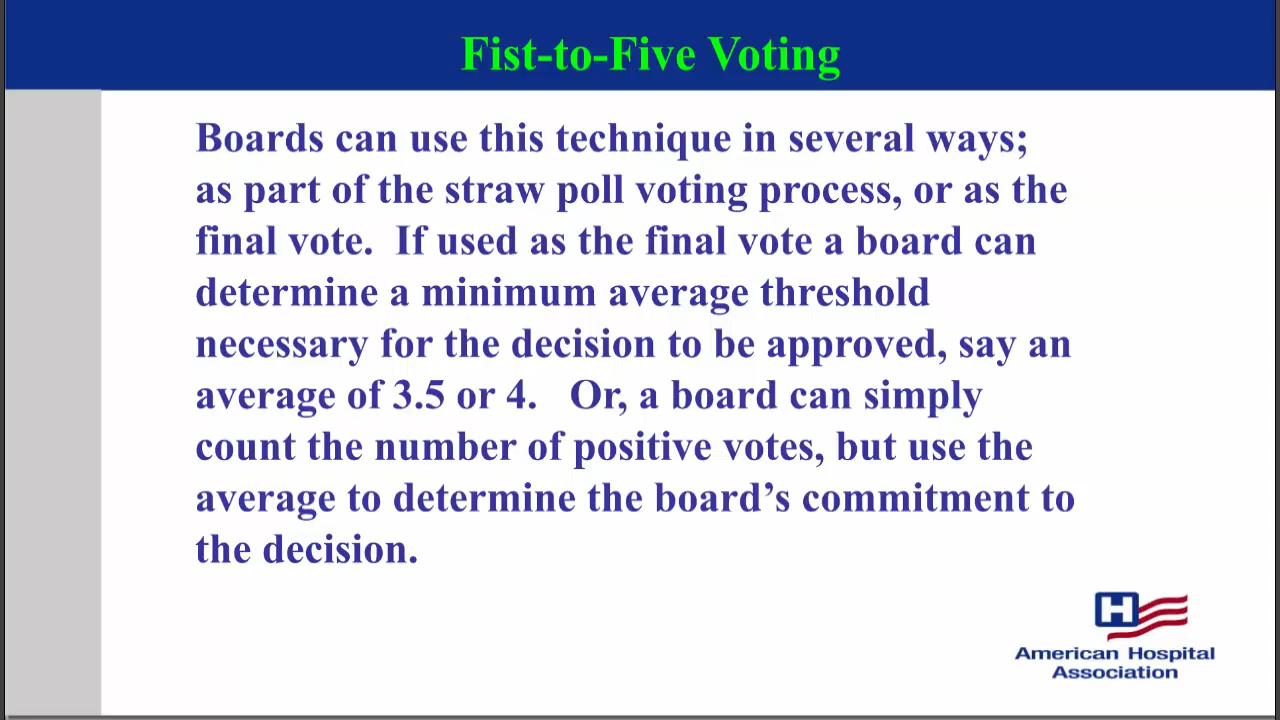 Fist-to-Five Voting
Boards can use this technique in several ways;
as part of the straw poll voting process, or as the
final vote.  If used as the final vote a board can
determine a minimum average threshold
necessary for the decision to be approved, say an
average of 3.5 or 4.   Or, a board can simply
count the number of positive votes, but use the
average to determine the board’s commitment to
the decision.
H
American Hospital
Association